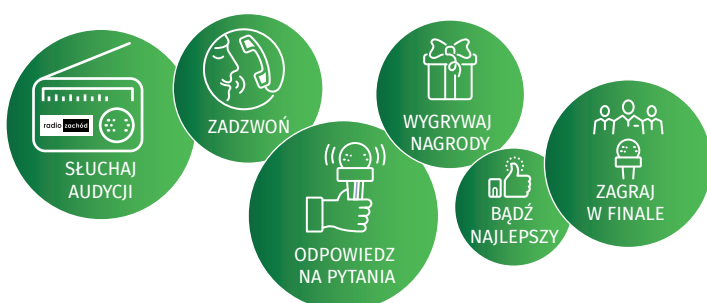 radio zachód
SŁUCHAJ
AUDYCJI
ZADZWOŃ
ODPOWIEDZ
NA PYTANIA
WYGRYWAJ
NAGRODY
BĄDŹ
NAJLEPSZY
ZAGRAJ
W FINALE